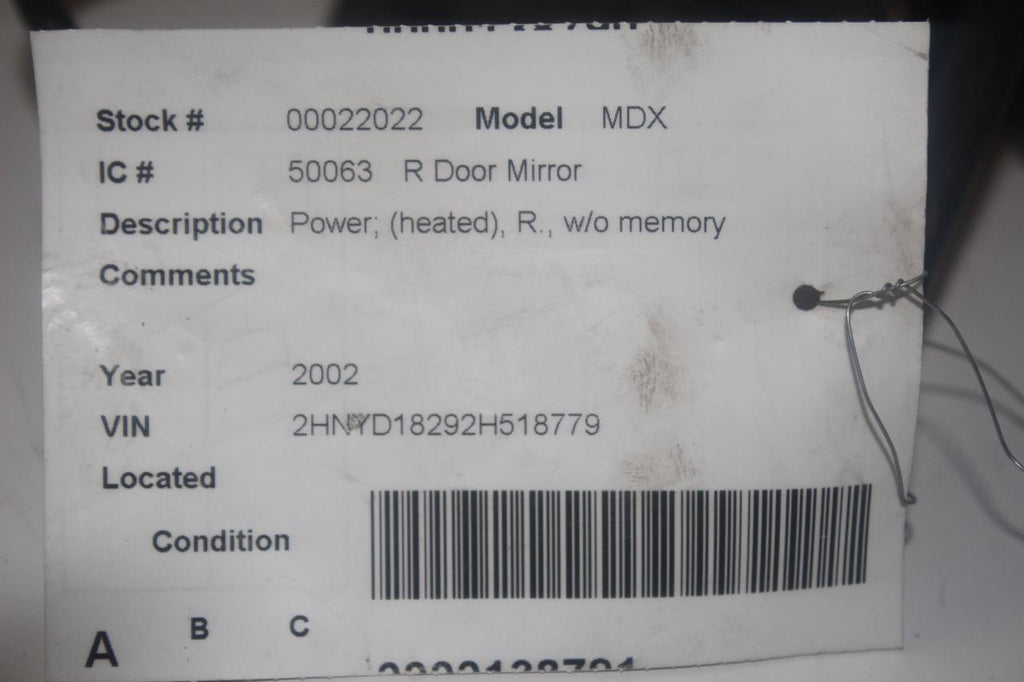 Stock # 00022022 Model MDX
IC # 50063 R Door Mirror
Description Power; (heated), R., w/o memory
Comments
Year 2002
VIN 2HNYD18292H518779
Located
Condition
A B C